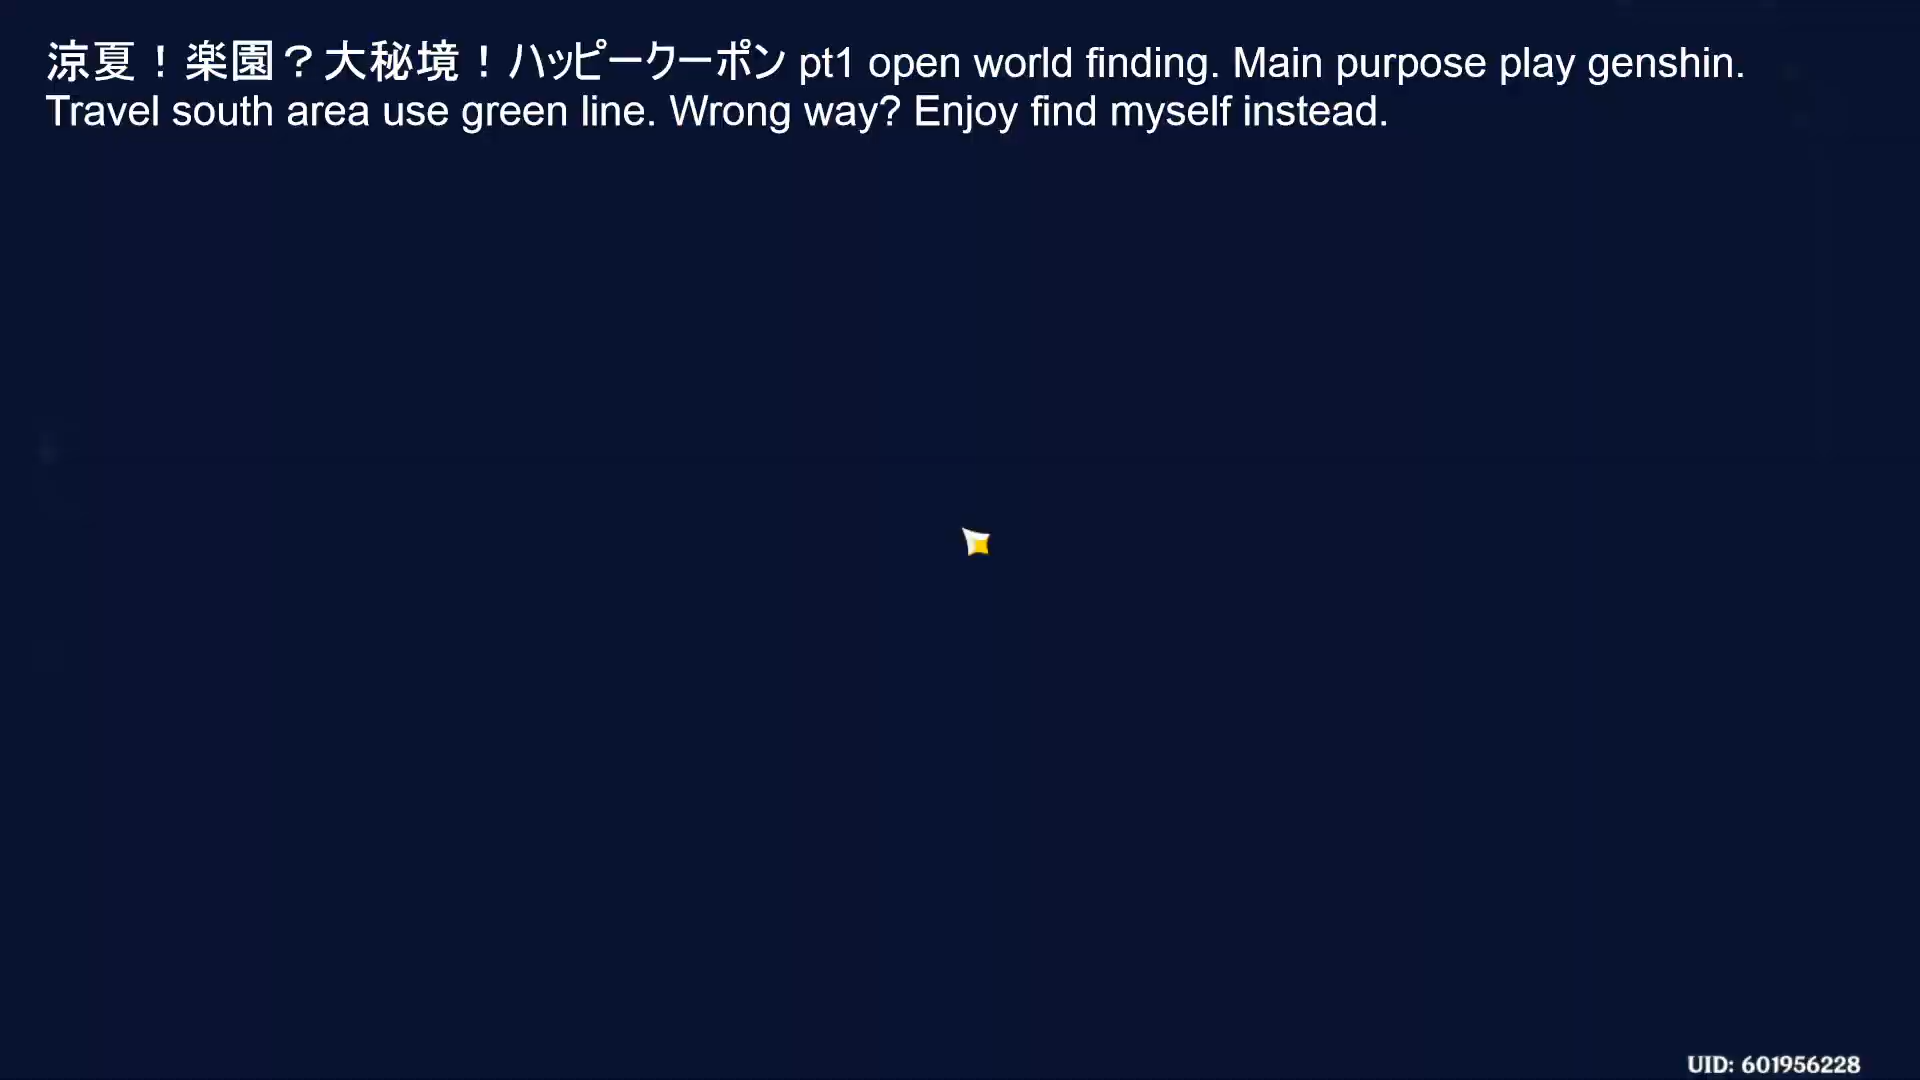 涼夏！楽園？大秘境！ハッピークーポン pt1 open world finding. Main purpose play genshin.
Travel south area use green line. Wrong way? Enjoy find myself instead.
UID: 601956228